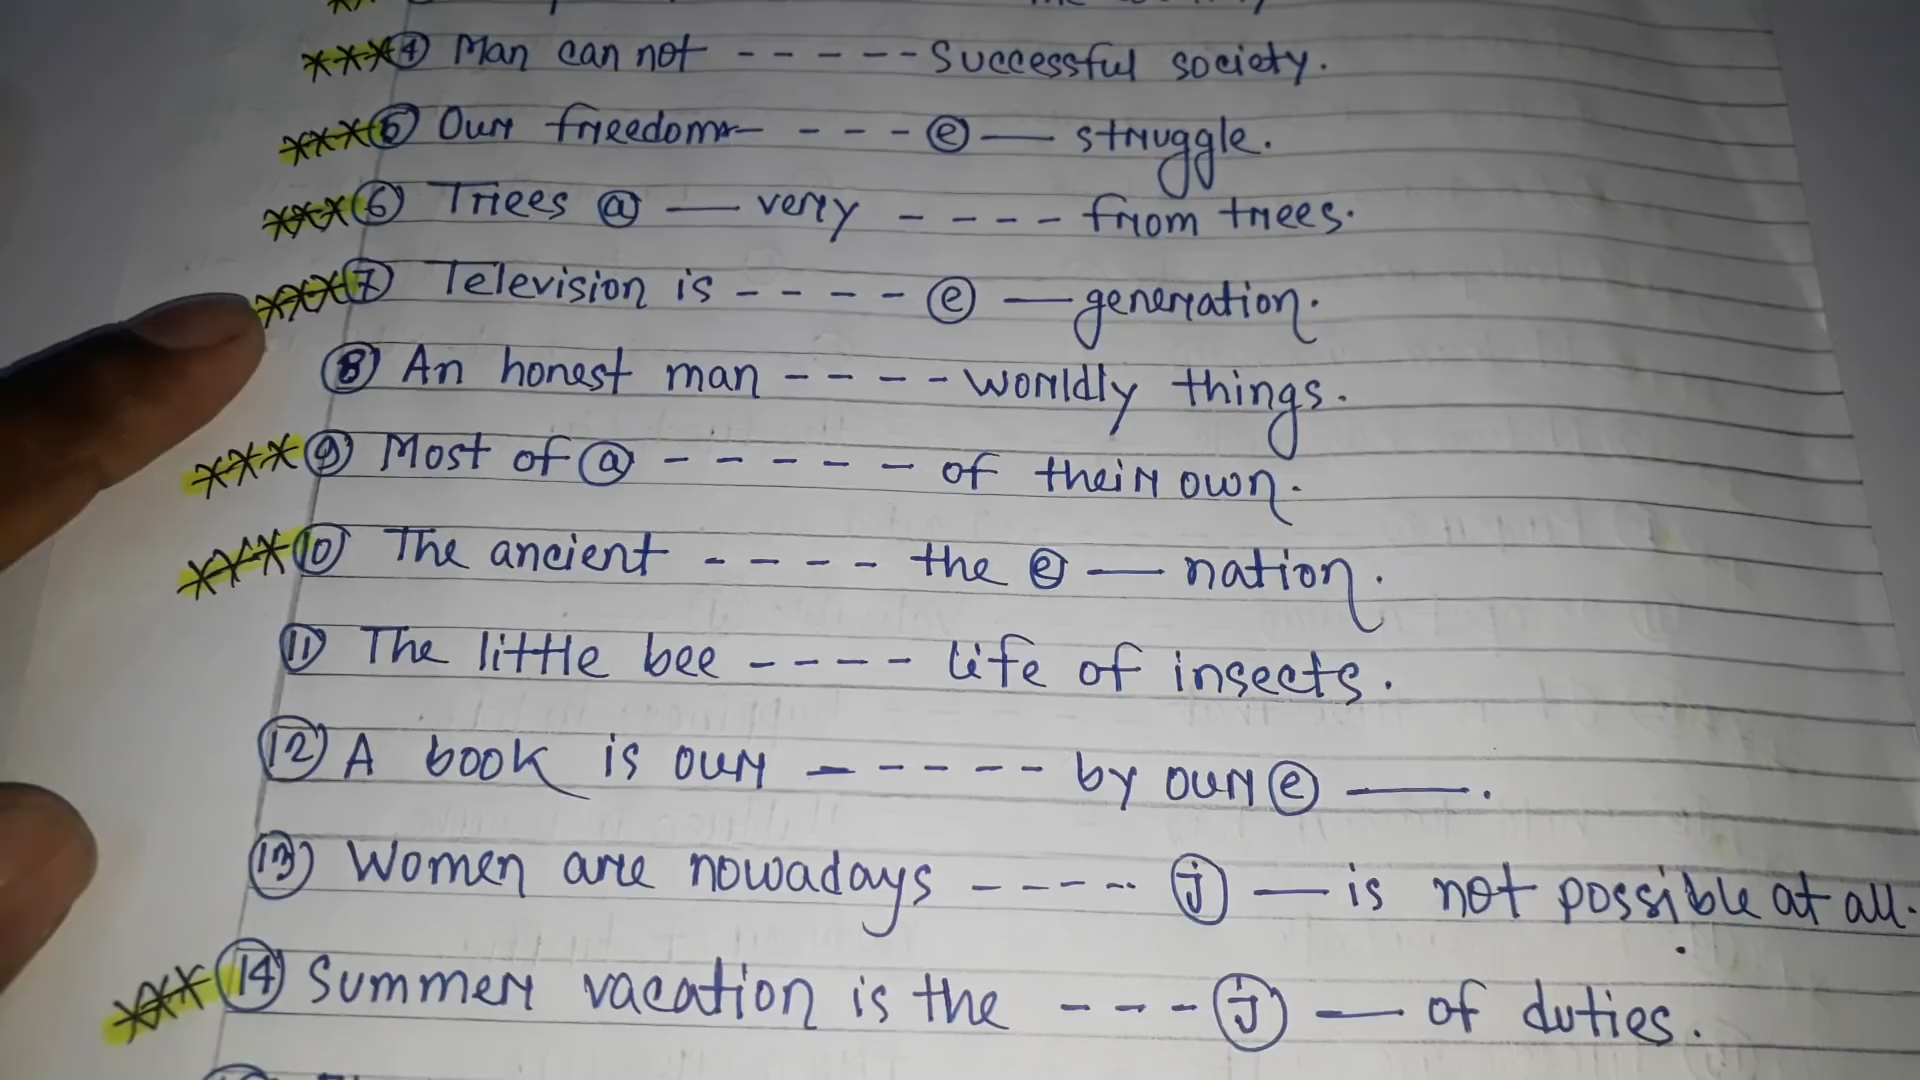 ***④ Man can not ----- Successful society.
***⑤ Our freedom ---- ⓔ — struggle.
***⑥ Trees ⓐ — very ---- from trees.
***⑦ Television is ---- ⓔ — generation.
⑧ An honest man ---- worldly things.
***⑨ Most of ⓐ ----- of their own.
***⑩ The ancient ---- the ⓔ — nation.
⑪ The little bee ---- life of insects.
⑫ A book is our ----- by our ⓔ —.
⑬ Women are nowadays ---- ⓙ — is not possible at all.
***⑭ Summer vacation is the --- ⓙ — of duties.